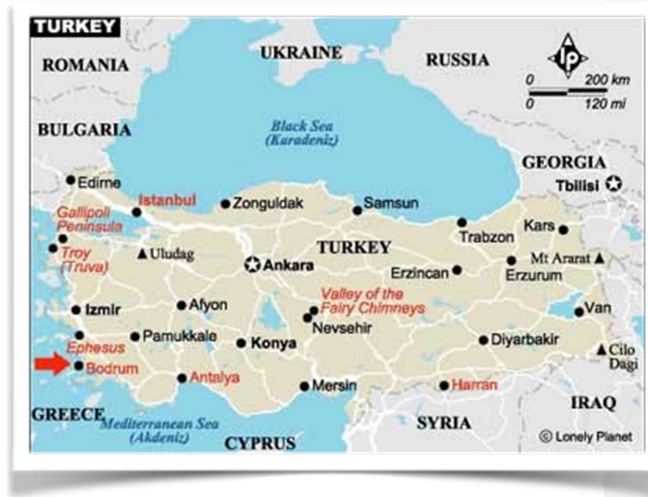 TURKEY
ROMANIA
UKRAINE
RUSSIA
lp
0 200 km
0 120 mi
BULGARIA
Black Sea
(Karadeniz)
GEORGIA
Tbilisi
Edirne
Istanbul
Zonguldak
Samsun
Gallipoli
Peninsula
Trabzon
Kars
Troy
(Truva)
Uludag
TURKEY
Ankara
Erzincan
Erzurum
Mt Ararat
Izmir
Afyon
Valley of the
Fairy Chimneys
Nevsehir
Van
Ephesus
Pamukkale
Konya
Diyarbakir
Cilo
Dagi
Bodrum
Antalya
Mersin
Harran
GREECE
Mediterranean Sea
(Akdeniz)
CYPRUS
SYRIA
IRAQ
© Lonely Planet